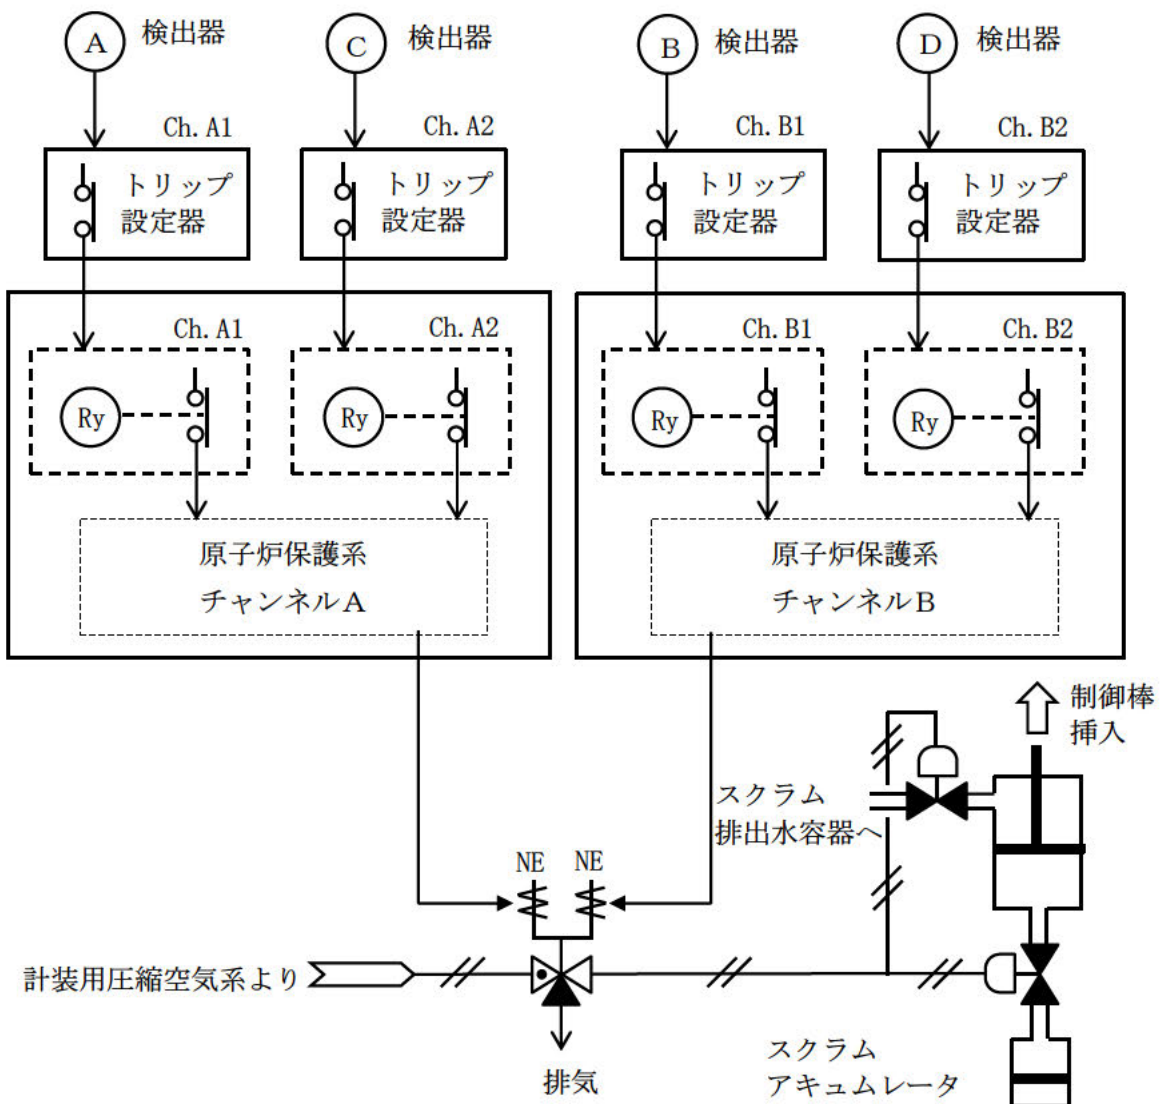 A 検出器
C 検出器
B 検出器
D 検出器
Ch. A1
Ch. A2
Ch. B1
Ch. B2
トリップ
設定器
トリップ
設定器
トリップ
設定器
トリップ
設定器
Ch. A1
Ch. A2
Ch. B1
Ch. B2
Ry
Ry
Ry
Ry
原子炉保護系
チャンネルA
原子炉保護系
チャンネルB
制御棒
挿入
スクラム
排出水容器へ
NE
NE
計装用圧縮空気系より
排気
スクラム
アキュムレータ